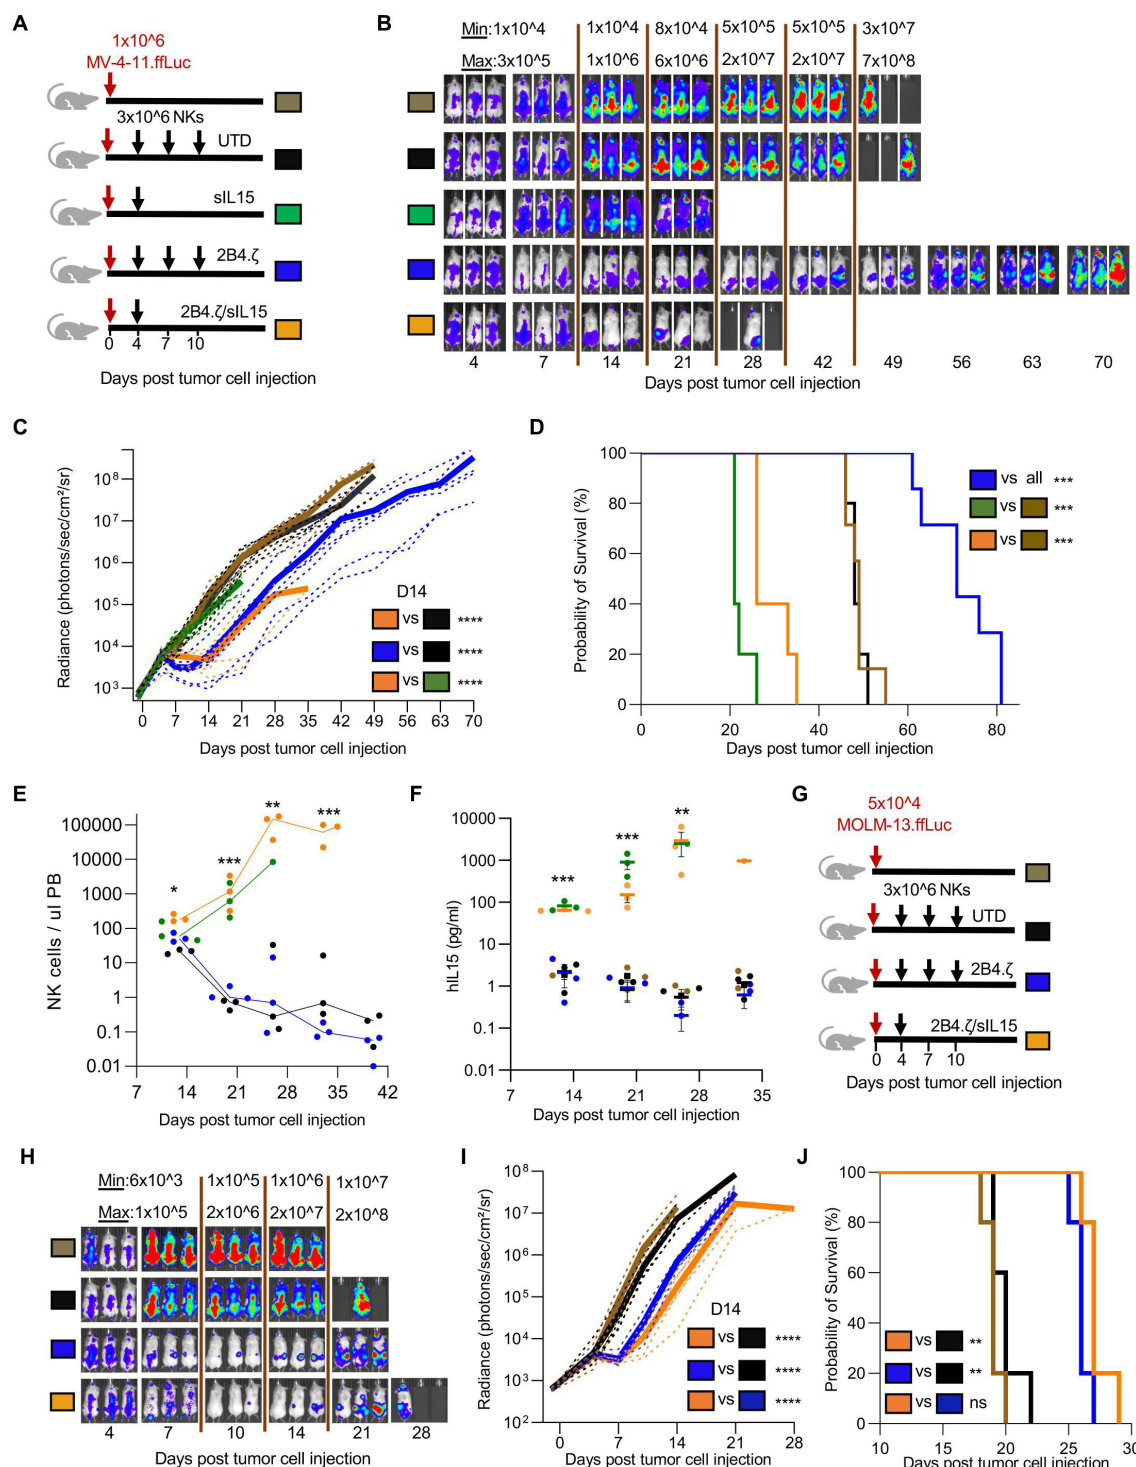 A
1x10^6
MV-4-11.ffLuc
3x10^6 NKs
UTD
sIL15
2B4.ζ
2B4.ζ/sIL15
0 4 7 10
Days post tumor cell injection
B
Min:1x10^4 1x10^4 8x10^4 5x10^5 5x10^5 3x10^7
Max:3x10^5 1x10^6 6x10^6 2x10^7 2x10^7 7x10^8
4 7 14 21 28 42 49 56 63 70
Days post tumor cell injection
C
Radiance (photons/sec/cm²/sr)
10^8
10^7
10^6
10^5
10^4
10^3
D14
vs ****
vs ****
vs ****
0 7 14 21 28 35 42 49 56 63 70
Days post tumor cell injection
D
Probability of Survival (%)
100
80
60
40
20
0
vs all ***
vs ***
vs ***
0 20 40 60 80
Days post tumor cell injection
E
NK cells / ul PB
100000
10000
1000
100
10
1
0.1
0.01
* *** ** ***
7 14 21 28 35 42
Days post tumor cell injection
F
hIL15 (pg/ml)
10000
1000
100
10
1
0.1
0.01
*** *** **
7 14 21 28 35
Days post tumor cell injection
G
5x10^4
MOLM-13.ffLuc
3x10^6 NKs
UTD
2B4.ζ
2B4.ζ/sIL15
0 4 7 10
Days post tumor cell injection
H
Min:6x10^3 1x10^5 1x10^6 1x10^7
Max:1x10^5 2x10^6 2x10^7 2x10^8
4 7 10 14 21 28
Days post tumor cell injection
I
Radiance (photons/sec/cm²/sr)
10^8
10^7
10^6
10^5
10^4
10^3
10^2
D14
vs ****
vs ****
vs ****
0 7 14 21 28
Days post tumor cell injection
J
Probability of Survival (%)
100
80
60
40
20
0
vs **
vs **
vs ns
10 15 20 25 30
Days post tumor cell injection